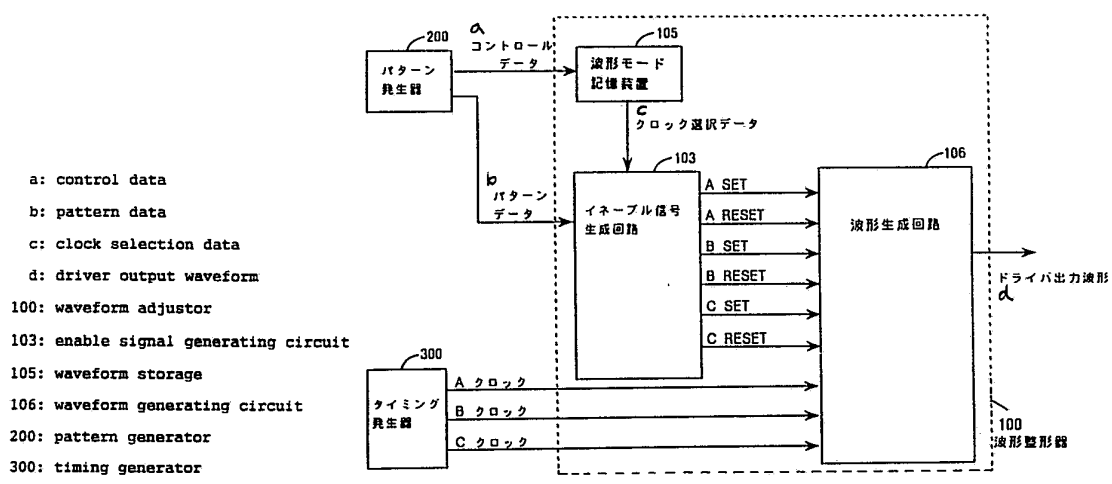 a: control data
b: pattern data
c: clock selection data
d: driver output waveform
100: waveform adjustor
103: enable signal generating circuit
105: waveform storage
106: waveform generating circuit
200: pattern generator
300: timing generator
200
パターン
発生器
a
コントロール
データ
b
パターン
データ
105
波形モード
記憶装置
c
クロック選択データ
103
イネーブル信号
生成回路
A SET
A RESET
B SET
B RESET
C SET
C RESET
106
波形生成回路
ドライバ出力波形
d
300
タイミング
発生器
A クロック
B クロック
C クロック
100
波形整形器